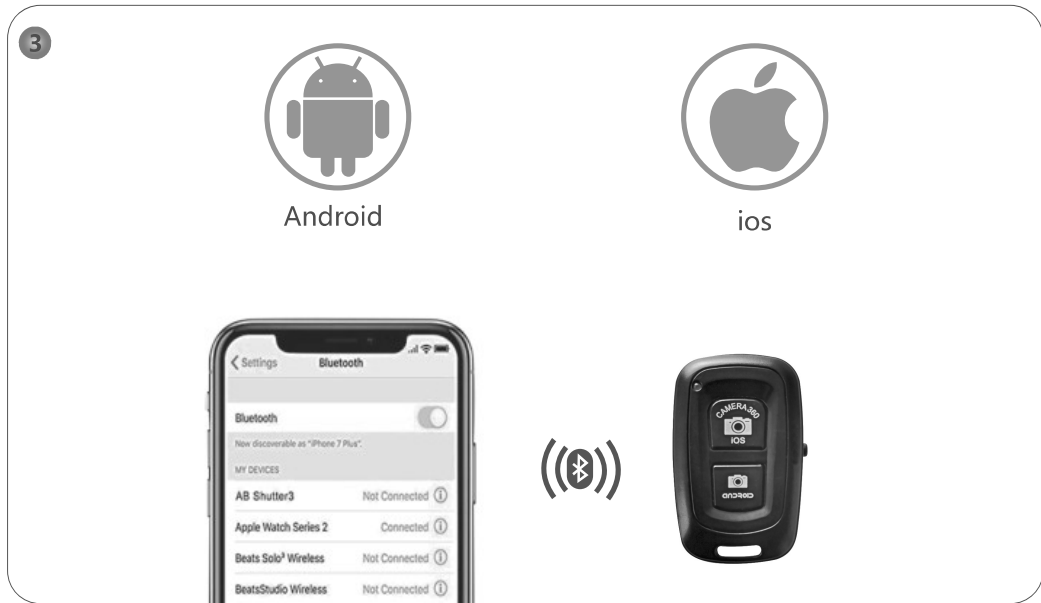 3
Android
ios
Settings Bluetooth
Bluetooth
Now discoverable as "iPhone 7 Plus".
MY DEVICES
AB Shutter3 Not Connected
Apple Watch Series 2 Connected
Beats Solo³ Wireless Not Connected
BeatsStudio Wireless Not Connected
CAMERA360
iOS
ANDROID